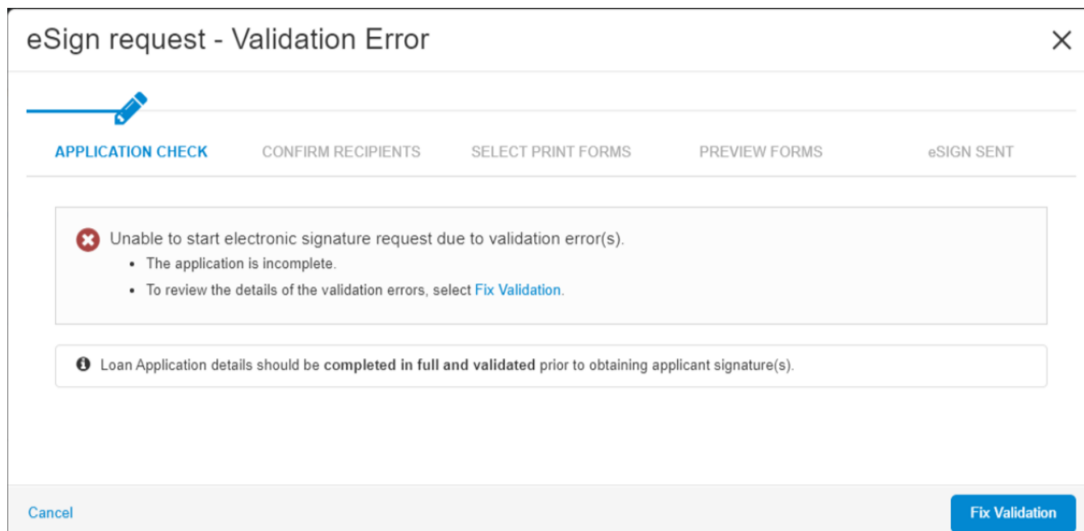 eSign request - Validation Error
APPLICATION CHECK
CONFIRM RECIPIENTS
SELECT PRINT FORMS
PREVIEW FORMS
eSIGN SENT
Unable to start electronic signature request due to validation error(s).
• The application is incomplete.
• To review the details of the validation errors, select Fix Validation.
Loan Application details should be completed in full and validated prior to obtaining applicant signature(s).
Cancel
Fix Validation